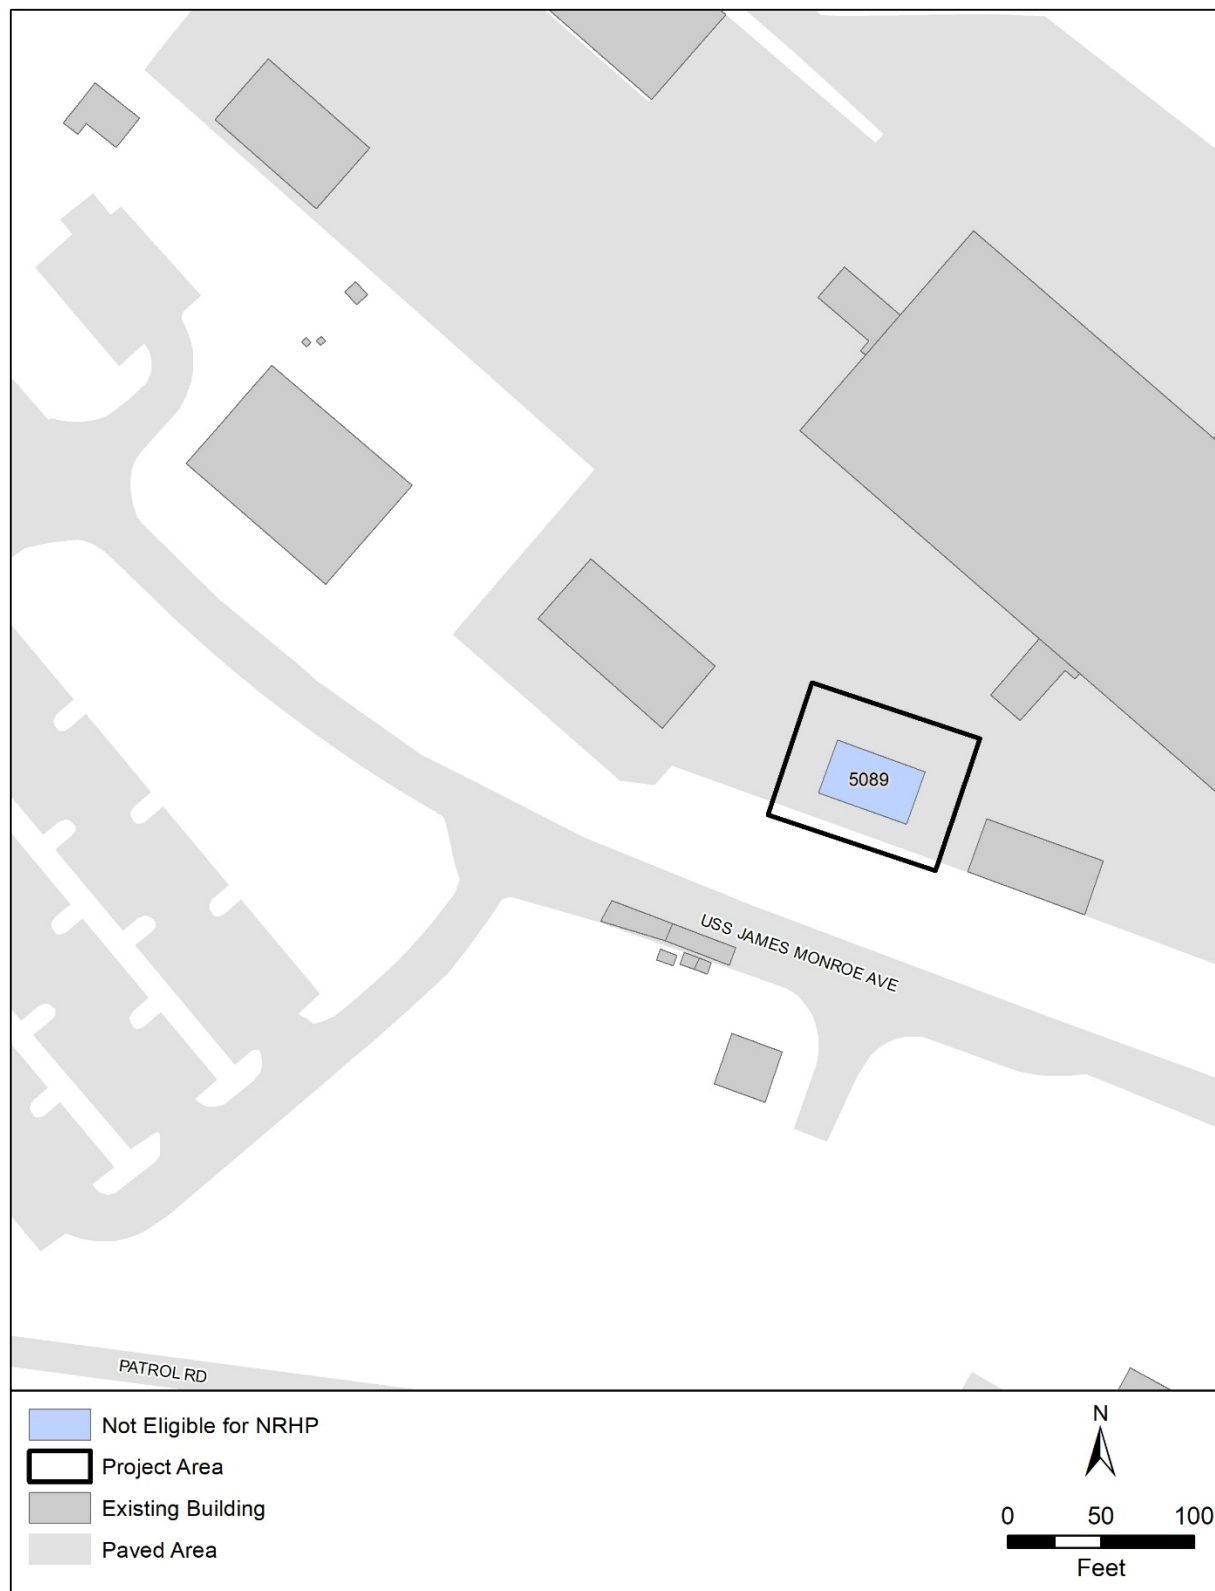 5089
USS JAMES MONROE AVE
PATROL RD
Not Eligible for NRHP
Project Area
Existing Building
Paved Area
N
0 50 100
Feet